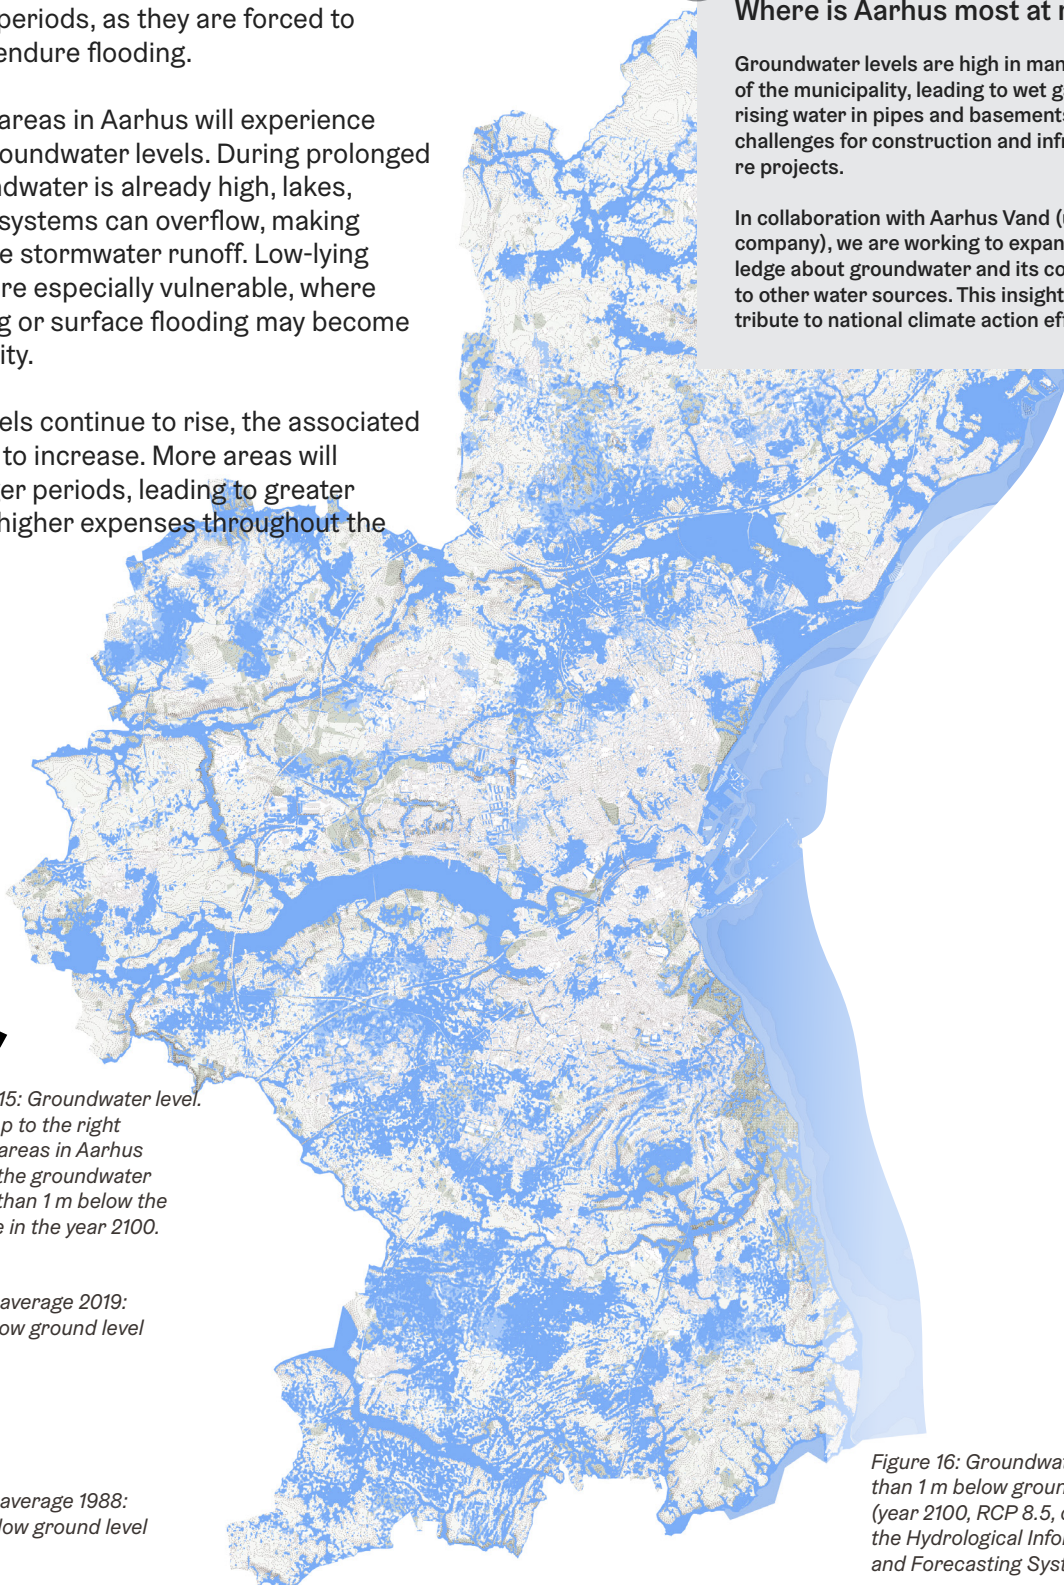 periods, as they are forced to
endure flooding.
areas in Aarhus will experience
oundwater levels. During prolonged
ndwater is already high, lakes,
systems can overflow, making
e stormwater runoff. Low-lying
re especially vulnerable, where
g or surface flooding may become
ity.
els continue to rise, the associated
to increase. More areas will
er periods, leading to greater
higher expenses throughout the
Where is Aarhus most at r
Groundwater levels are high in man
of the municipality, leading to wet g
rising water in pipes and basements
challenges for construction and infr
re projects.
In collaboration with Aarhus Vand (
company), we are working to expan
ledge about groundwater and its co
to other water sources. This insight
tribute to national climate action eff
15: Groundwater level.
p to the right
areas in Aarhus
the groundwater
than 1 m below the
e in the year 2100.
average 2019:
ow ground level
average 1988:
low ground level
Figure 16: Groundwat
than 1 m below groun
(year 2100, RCP 8.5,
the Hydrological Info
and Forecasting Syst